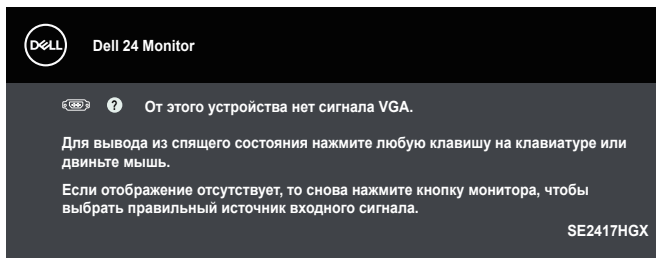 DELL
Dell 24 Monitor
? От этого устройства нет сигнала VGA.
Для вывода из спящего состояния нажмите любую клавишу на клавиатуре или
двиньте мышь.
Если отображение отсутствует, то снова нажмите кнопку монитора, чтобы
выбрать правильный источник входного сигнала.
SE2417HGX